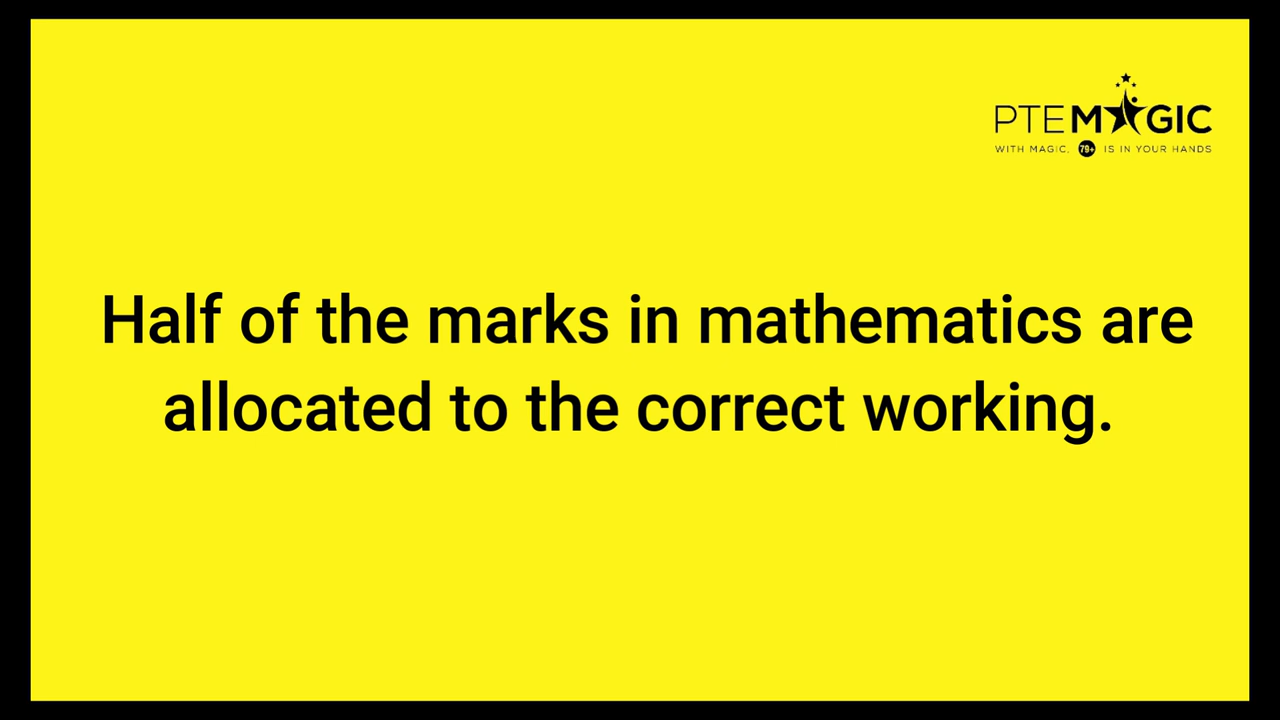 PTEMAGIC
WITH MAGIC, 79+ IS IN YOUR HANDS
Half of the marks in mathematics are
allocated to the correct working.